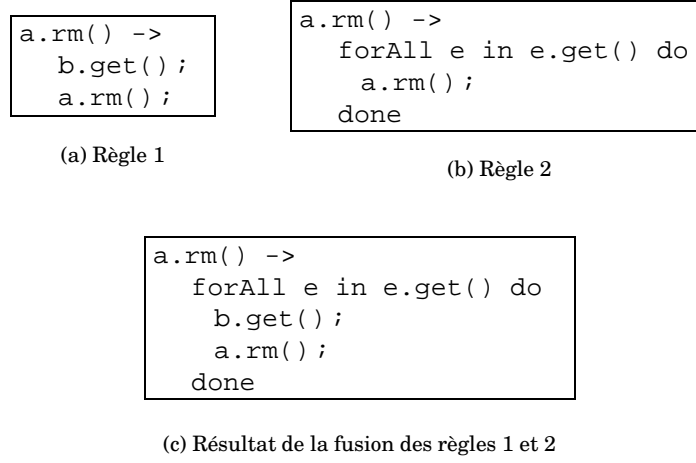 a.rm() ->
b.get();
a.rm();
(a) Règle 1
a.rm() ->
forAll e in e.get() do
a.rm();
done
(b) Règle 2
a.rm() ->
forAll e in e.get() do
b.get();
a.rm();
done
(c) Résultat de la fusion des règles 1 et 2